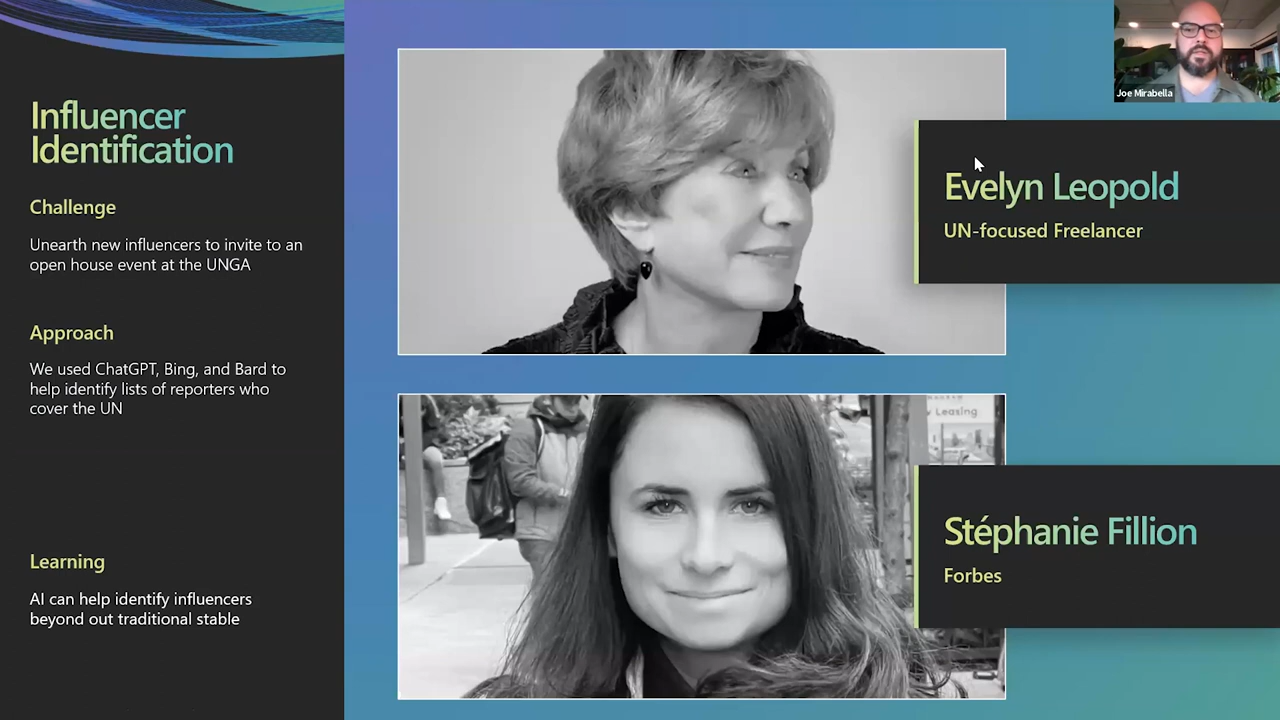 Influencer
Identification
Challenge
Unearth new influencers to invite to an
open house event at the UNGA
Approach
We used ChatGPT, Bing, and Bard to
help identify lists of reporters who
cover the UN
Learning
AI can help identify influencers
beyond out traditional stable
Joe Mirabella
Evelyn Leopold
UN-focused Freelancer
Leasing
Stéphanie Fillion
Forbes